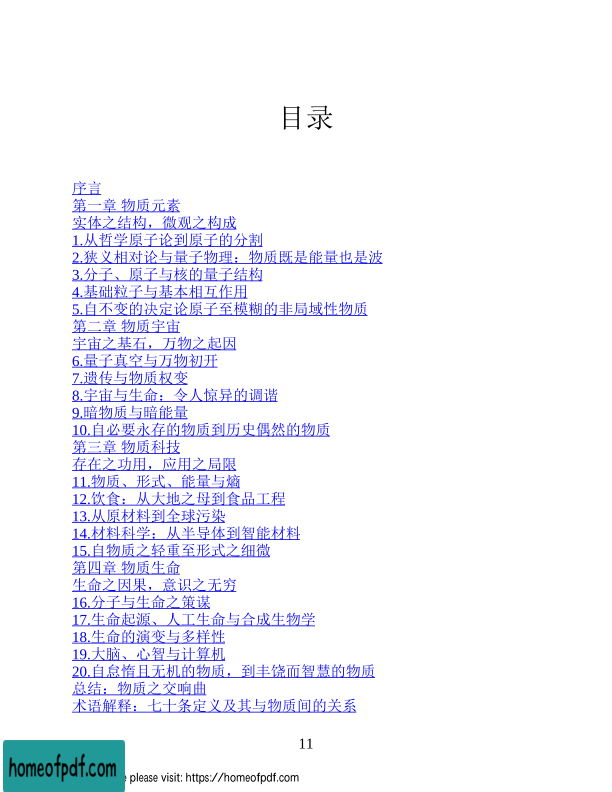 目录
序言
第一章 物质元素
实体之结构，微观之构成
1.从哲学原子论到原子的分割
2.狭义相对论与量子物理：物质既是能量也是波
3.分子、原子与核的量子结构
4.基础粒子与基本相互作用
5.自不变的决定论原子至模糊的非局域性物质
第二章 物质宇宙
宇宙之基石，万物之起因
6.量子真空与万物初开
7.遗传与物质权变
8.宇宙与生命：令人惊异的调谐
9.暗物质与暗能量
10.自必要永存的物质到历史偶然的物质
第三章 物质科技
存在之功用，应用之局限
11.物质、形式、能量与熵
12.饮食：从大地之母到食品工程
13.从原材料到全球污染
14.材料科学：从半导体到智能材料
15.自物质之轻重至形式之细微
第四章 物质生命
生命之因果，意识之无穷
16.分子与生命之策谋
17.生命起源、人工生命与合成生物学
18.生命的演变与多样性
19.大脑、心智与计算机
20.自怠惰且无机的物质，到丰饶而智慧的物质
总结：物质之交响曲
术语解释：七十条定义及其与物质间的关系
11
homeofpdf.com
e please visit: https://homeofpdf.com